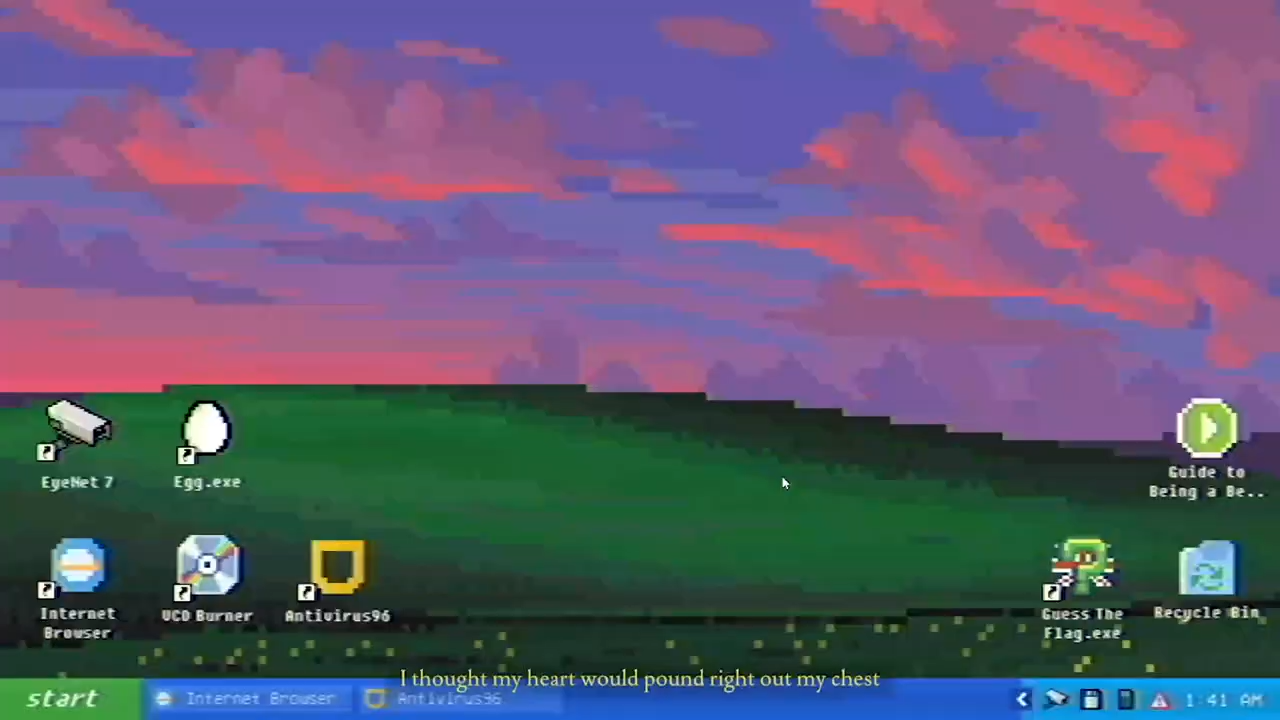 EyeNet 7
Egg.exe
Guide to
Being a Be..
Internet
Browser
UCD Burner
Antivirus96
Guess The
Flag.exe
Recycle Bin
I thought my heart would pound right out my chest
start
Internet Browser
Antivirus96
1:41 AM